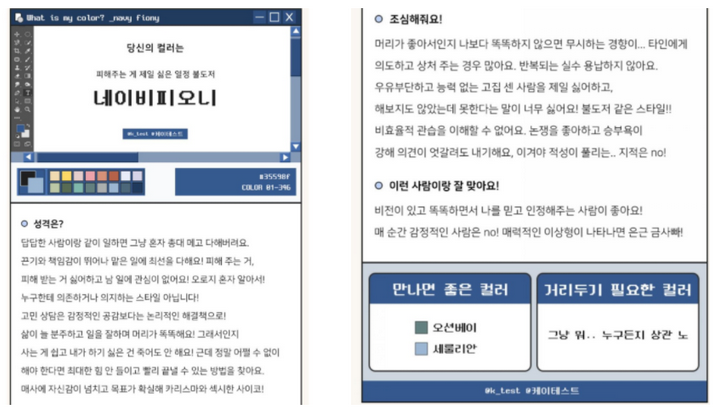 What is my color? _navy fiony
당신의 컬러는
피해주는 게 제일 싫은 열정 불도저
네이비피오니
@k_test @케이테스트
#35598f
COLOR 01-346
성격은?
답답한 사람이랑 같이 일하면 그냥 혼자 총대 메고 다해버려요.
끈기와 책임감이 뛰어나 맡은 일에 최선을 다해요! 피해 주는 거,
피해 받는 거 싫어하고 남 일에 관심이 없어요! 오로지 혼자 알아서!
누구한테 의존하거나 의지하는 스타일 아닙니다!
고민 상담은 감정적인 공감보다는 논리적인 해결책으로!
삶이 늘 분주하고 일을 잘하며 머리가 똑똑해요! 그래서인지
사는 게 쉽고 내가 하기 싫은 건 죽어도 안 해요! 근데 정말 어쩔 수 없이
해야 한다면 최대한 힘 안 들이고 빨리 끝낼 수 있는 방법을 찾아요.
매사에 자신감이 넘치고 목표가 확실해 카리스마와 섹시한 사이코!
조심해줘요!
머리가 좋아서인지 나보다 똑똑하지 않으면 무시하는 경향이... 타인에게
의도하고 상처 주는 경우 많아요. 반복되는 실수 용납하지 않아요.
우유부단하고 능력 없는 고집 센 사람을 제일 싫어하고,
해보지도 않았는데 못한다는 말이 너무 싫어요! 불도저 같은 스타일!!
비효율적 관습을 이해할 수 없어요. 논쟁을 좋아하고 승부욕이
강해 의견이 엇갈려도 내기해요, 이겨야 적성이 풀리는.. 지적은 no!
이런 사람이랑 잘 맞아요!
비전이 있고 똑똑하면서 나를 믿고 인정해주는 사람이 좋아요!
매 순간 감정적인 사람은 no! 매력적인 이상형이 나타나면 은근 금사빠!
만나면 좋은 컬러
오션베이
세룰리안
거리두기 필요한 컬러
그냥 뭐.. 누구든지 상관 노
@k_test @케이테스트